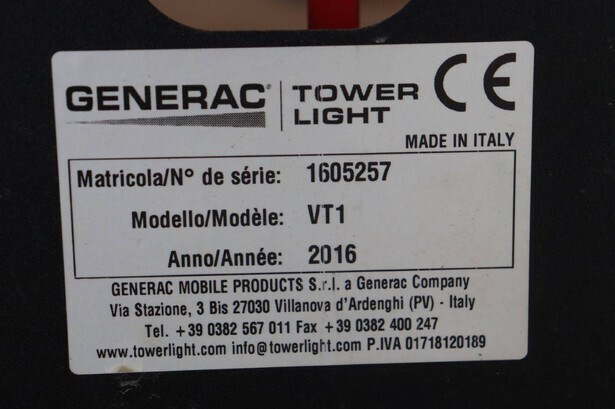 GENERAC | TOWER LIGHT CE
MADE IN ITALY
Matricola/N° de série: 1605257
Modello/Modèle: VT1
Anno/Année: 2016
GENERAC MOBILE PRODUCTS S.r.l. a Generac Company
Via Stazione, 3 Bis 27030 Villanova d'Ardenghi (PV) - Italy
Tel. +39 0382 567 011 Fax +39 0382 400 247
www.towerlight.com info@towerlight.com P.IVA 01718120189